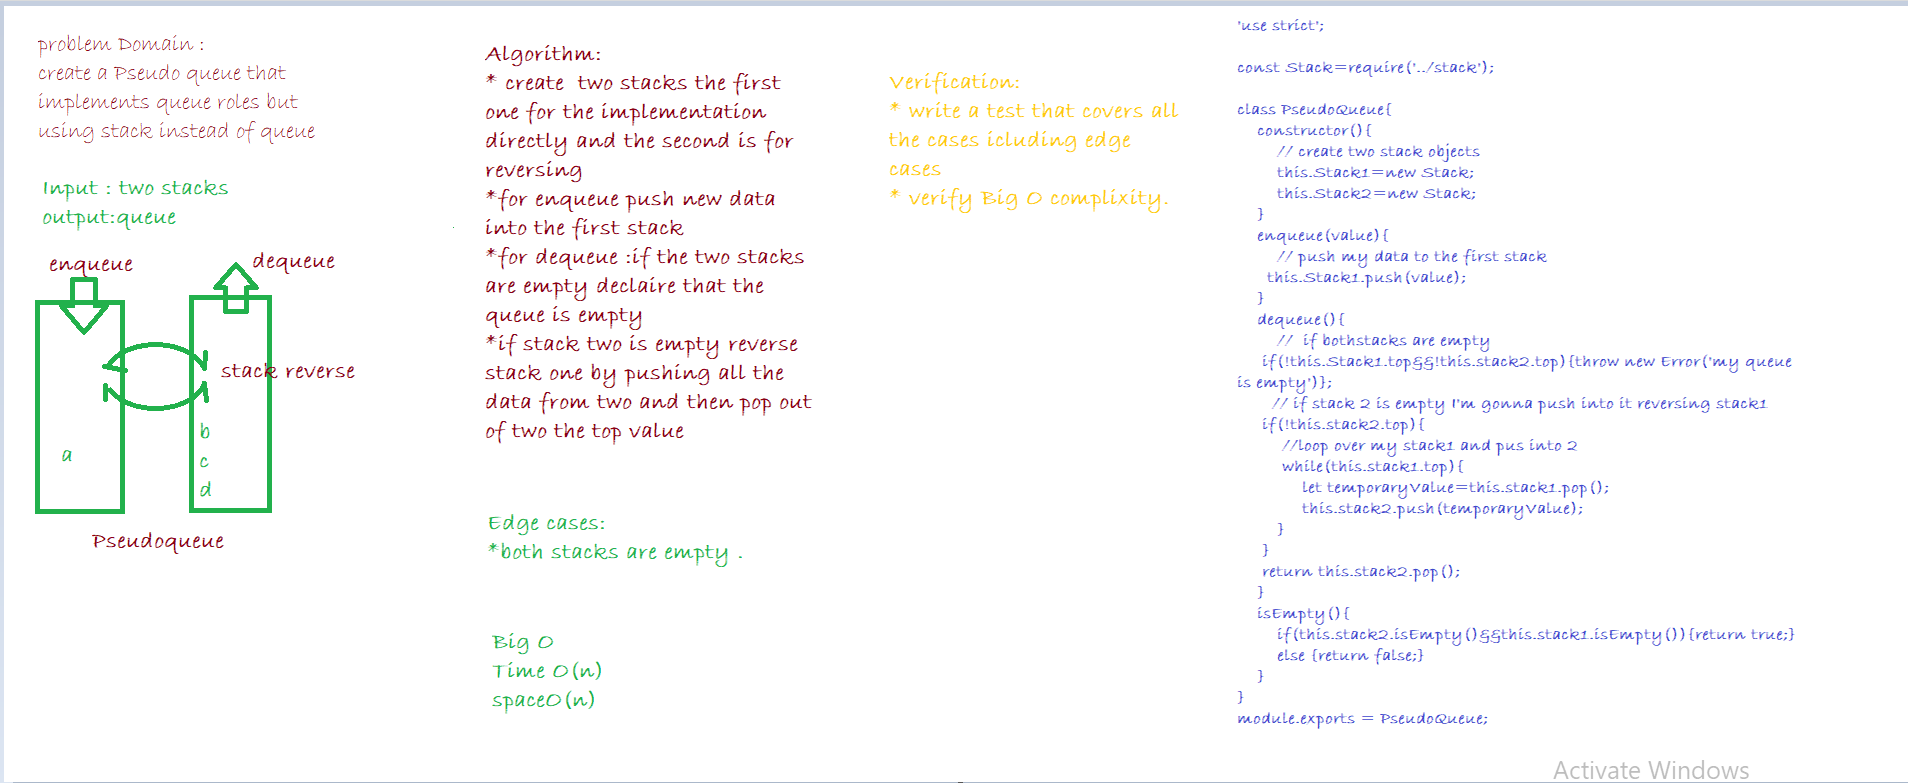 problem Domain :
create a Pseudo queue that
implements queue roles but
using stack instead of queue
Input : two stacks
output:queue
enqueue
dequeue
stack reverse
a
b
c
d
Pseudoqueue
Algorithm:
* create two stacks the first
one for the implementation
directly and the second is for
reversing
*for enqueue push new data
into the first stack
*for dequeue :if the two stacks
are empty declaire that the
queue is empty
*if stack two is empty reverse
stack one by pushing all the
data from two and then pop out
of two the top value
Edge cases:
*both stacks are empty .
Big O
Time O(n)
spaceO(n)
Verification:
* write a test that covers all
the cases icluding edge
cases
* verify Big O complixity.
'use strict';
const Stack=require('../stack');
class PseudoQueue{
constructor(){
// create two stack objects
this.Stack1=new Stack;
this.Stack2=new Stack;
}
enqueue(value){
// push my data to the first stack
this.Stack1.push(value);
}
dequeue(){
// if bothstacks are empty
if(!this.Stack1.top&&!this.stack2.top){throw new Error('my queue
is empty')};
// if stack 2 is empty I'm gonna push into it reversing stack1
if(!this.stack2.top){
//loop over my stack1 and pus into 2
while(this.stack1.top){
let temporaryValue=this.stack1.pop();
this.stack2.push(temporaryValue);
}
}
return this.stack2.pop();
}
isEmpty(){
if(this.stack2.isEmpty()&&this.stack1.isEmpty()){return true;}
else {return false;}
}
}
module.exports = PseudoQueue;
Activate Windows